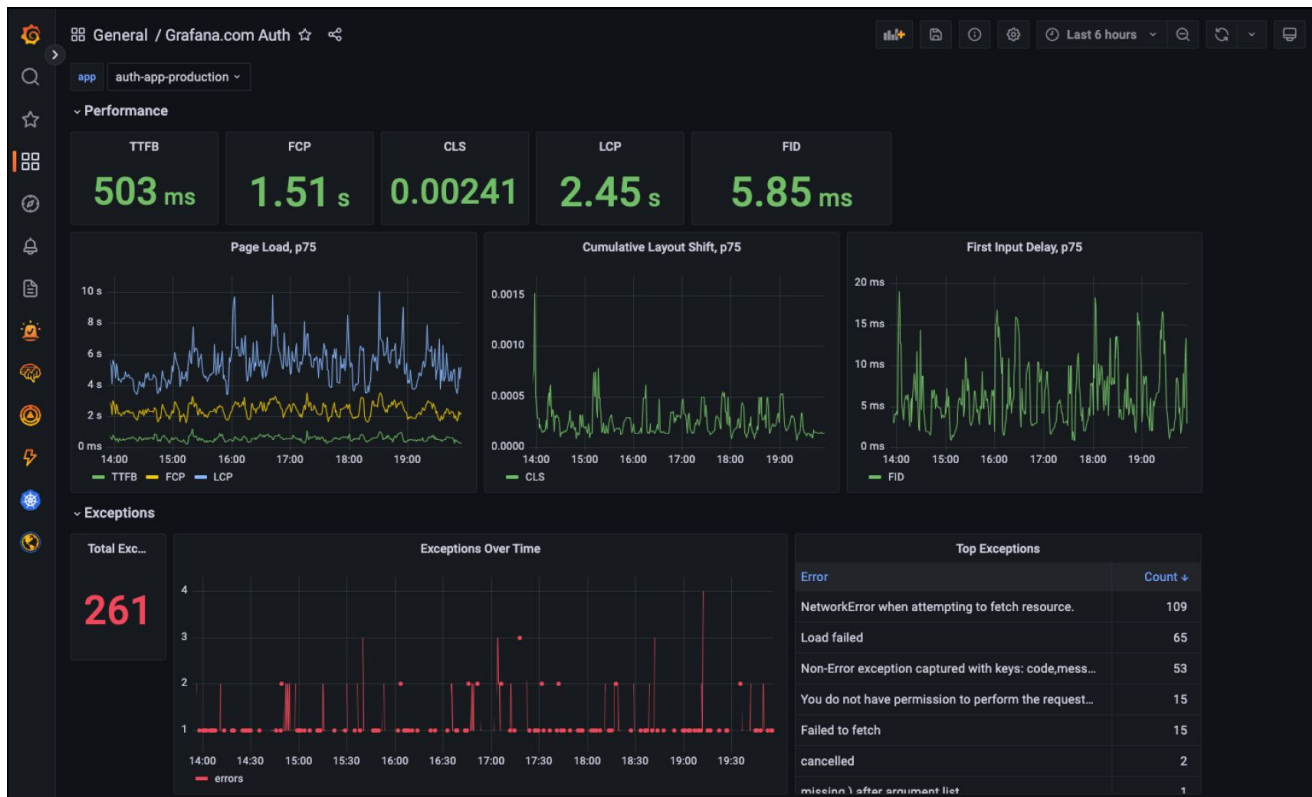 General / Grafana.com Auth
Last 6 hours
app auth-app-production
Performance
TTFB FCP CLS LCP FID
503 ms 1.51 s 0.00241 2.45 s 5.85 ms
Page Load, p75
10 s
8 s
6 s
4 s
2 s
0 ms
14:00 15:00 16:00 17:00 18:00 19:00
TTFB FCP LCP
Cumulative Layout Shift, p75
0.0015
0.0010
0.0005
0.0000
14:00 15:00 16:00 17:00 18:00 19:00
CLS
First Input Delay, p75
20 ms
15 ms
10 ms
5 ms
0 ms
14:00 15:00 16:00 17:00 18:00 19:00
FID
Exceptions
Total Exc...
261
Exceptions Over Time
4
3
2
1
14:00 14:30 15:00 15:30 16:00 16:30 17:00 17:30 18:00 18:30 19:00 19:30
errors
Top Exceptions
Error Count
NetworkError when attempting to fetch resource. 109
Load failed 65
Non-Error exception captured with keys: code,mess... 53
You do not have permission to perform the request... 15
Failed to fetch 15
cancelled 2
missing ) after argument list 1